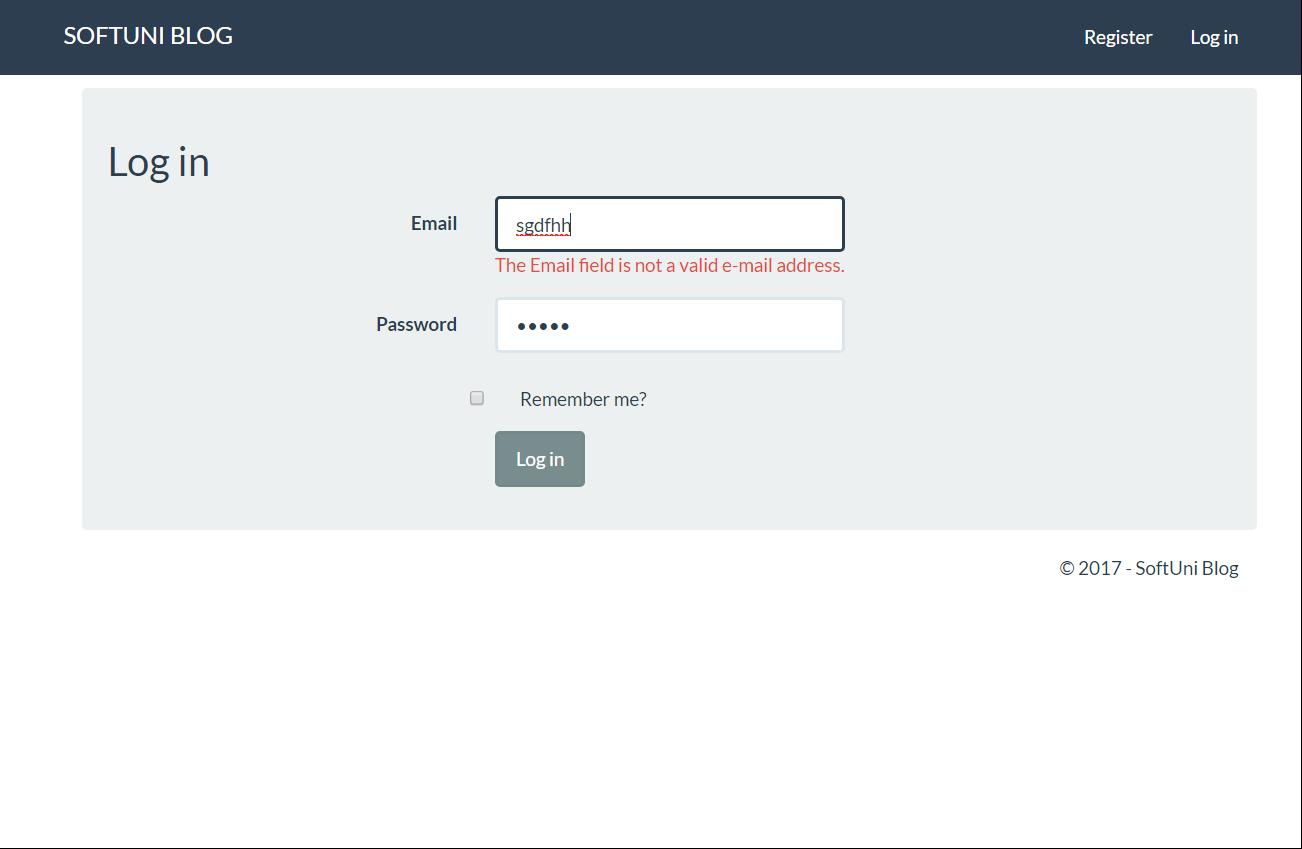 SOFTUNI BLOG Register Log in
Log in
Email sgdfhh
The Email field is not a valid e-mail address.
Password •••••
Remember me?
Log in
© 2017 - SoftUni Blog